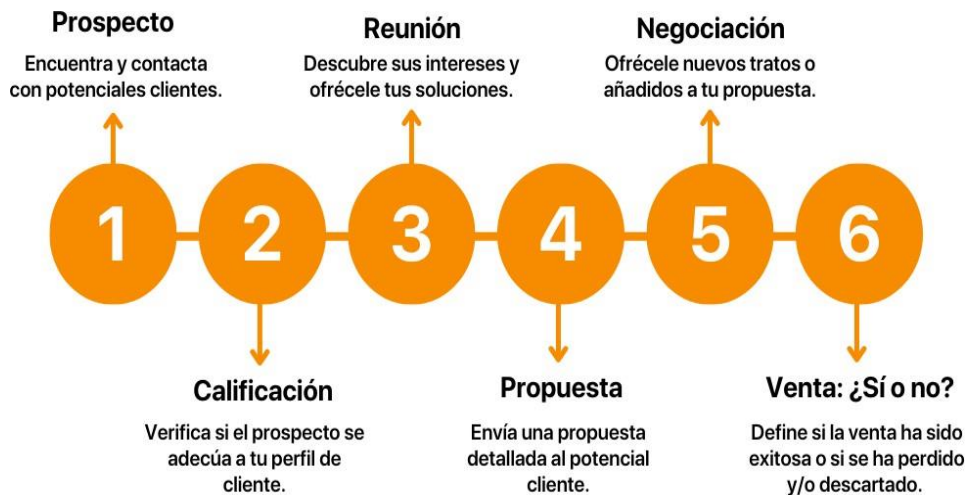 Prospecto
Encuentra y contacta
con potenciales clientes.
Reunión
Descubre sus intereses y
ofrécele tus soluciones.
Negociación
Ofrécele nuevos tratos o
añadidos a tu propuesta.
1
2
3
4
5
6
Calificación
Verifica si el prospecto se
adecúa a tu perfil de
cliente.
Propuesta
Envía una propuesta
detallada al potencial
cliente.
Venta: ¿Sí o no?
Define si la venta ha sido
exitosa o si se ha perdido
y/o descartado.